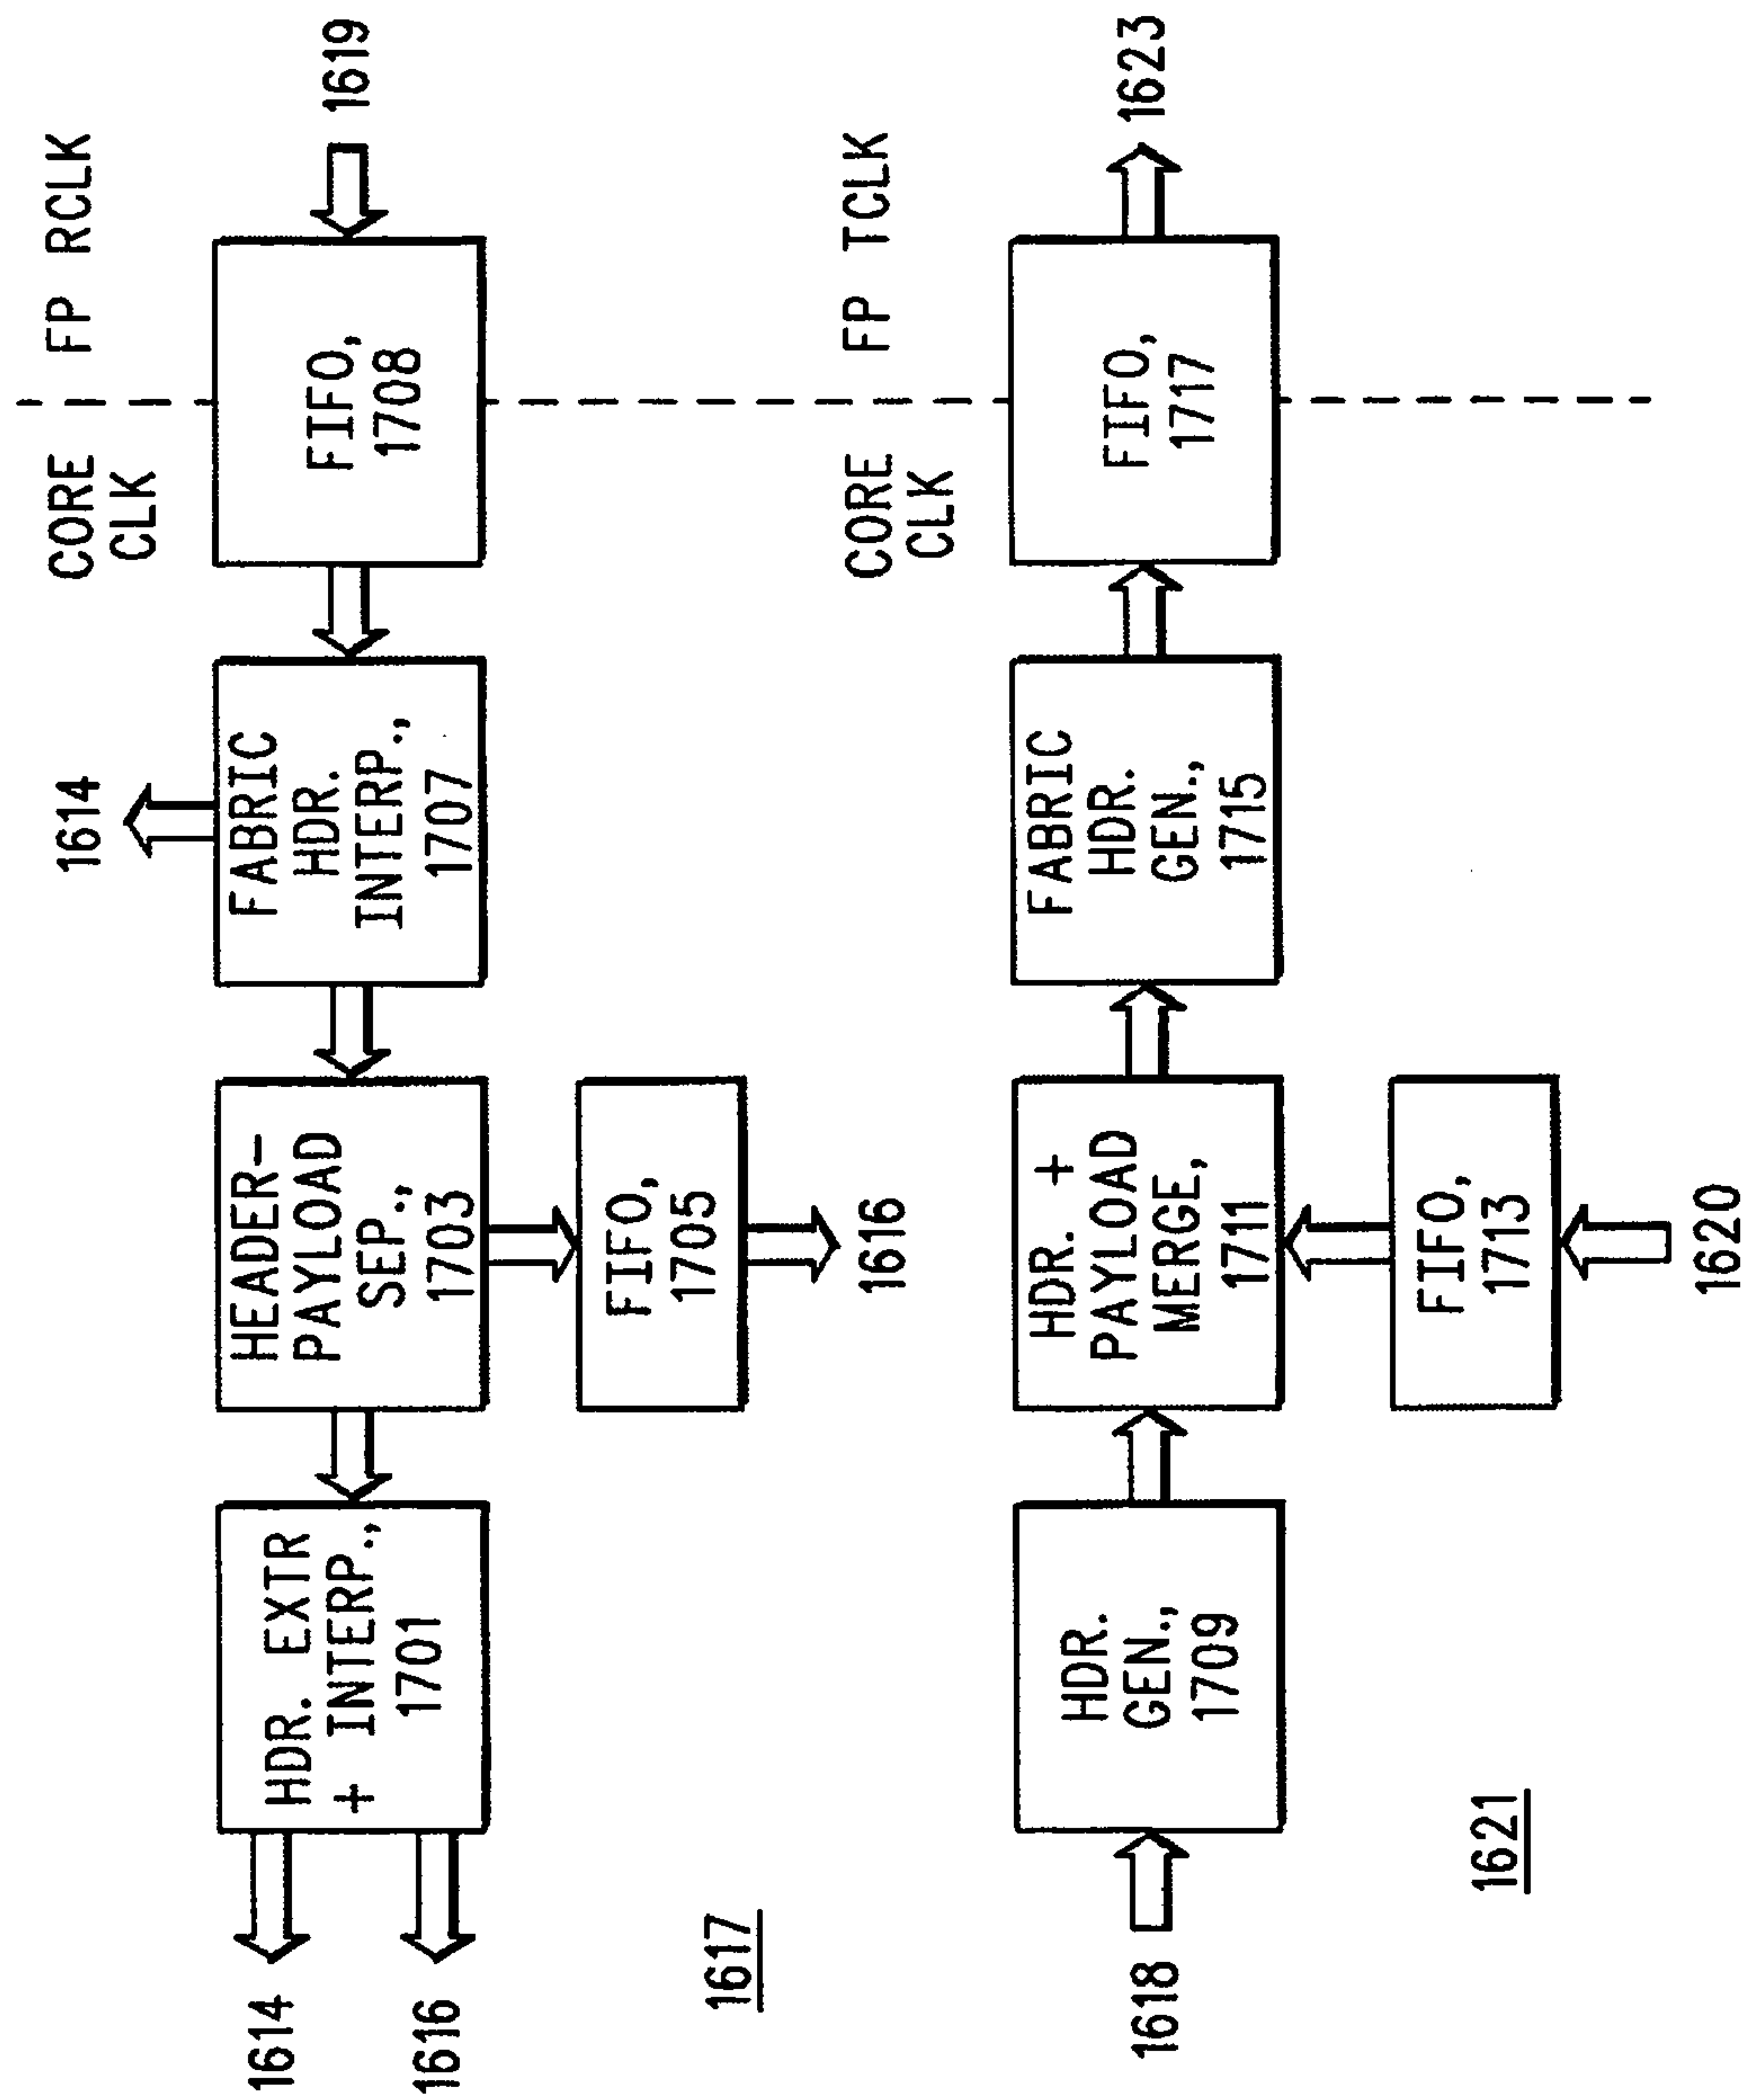 CORE
CLK
FP RCLK
1614
1614
1616
HDR. EXTR
+ INTERP.,
1701
HEADER-
PAYLOAD
SEP.,
1703
FABRIC
HDR.
INTERP.,
1707
FIFO,
1708
1619
FIFO,
1705
1616
1617
CORE
CLK
FP TCLK
1618
HDR.
GEN.,
1709
HDR. +
PAYLOAD
MERGE,
1711
FABRIC
HDR.
GEN.,
1715
FIFO,
1717
1623
FIFO,
1713
1620
1621